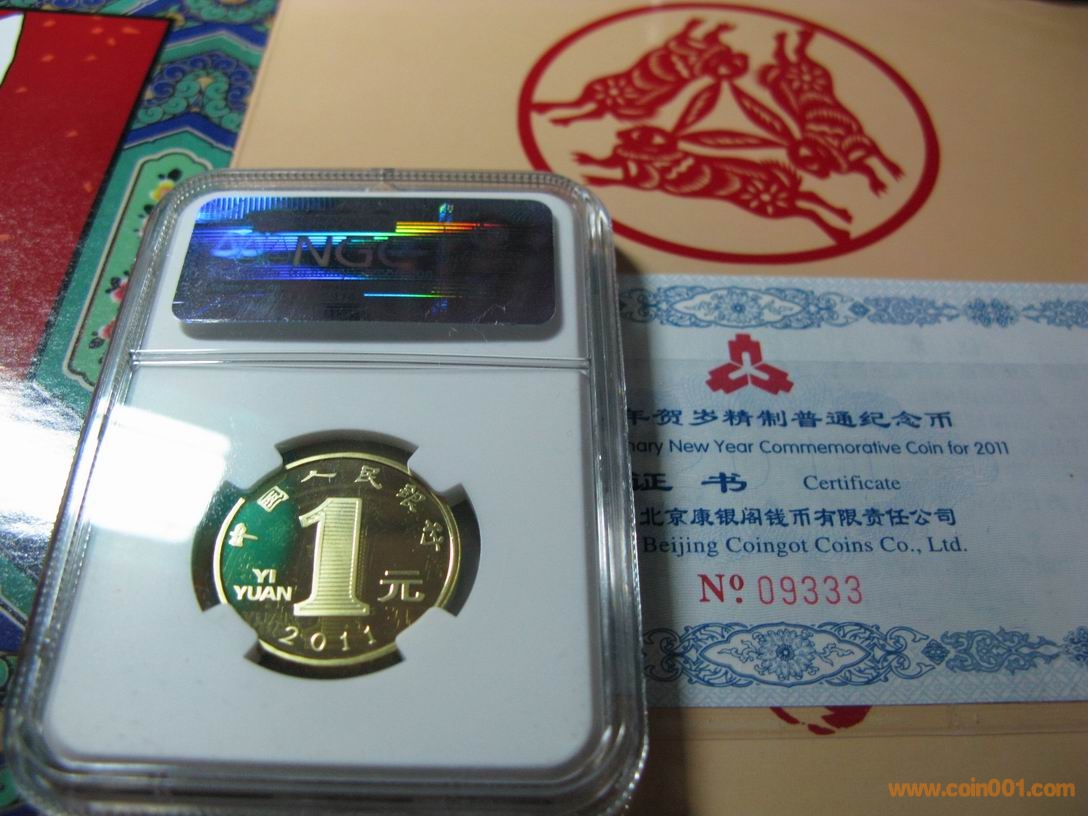 NGC
中国人民银行
1
YI
YUAN
元
2011
年贺岁精制普通纪念币
nary New Year Commemorative Coin for 2011
证书 Certificate
北京康银阁钱币有限责任公司
Beijing Coingot Coins Co., Ltd.
Nº 09333
www.coin001.com